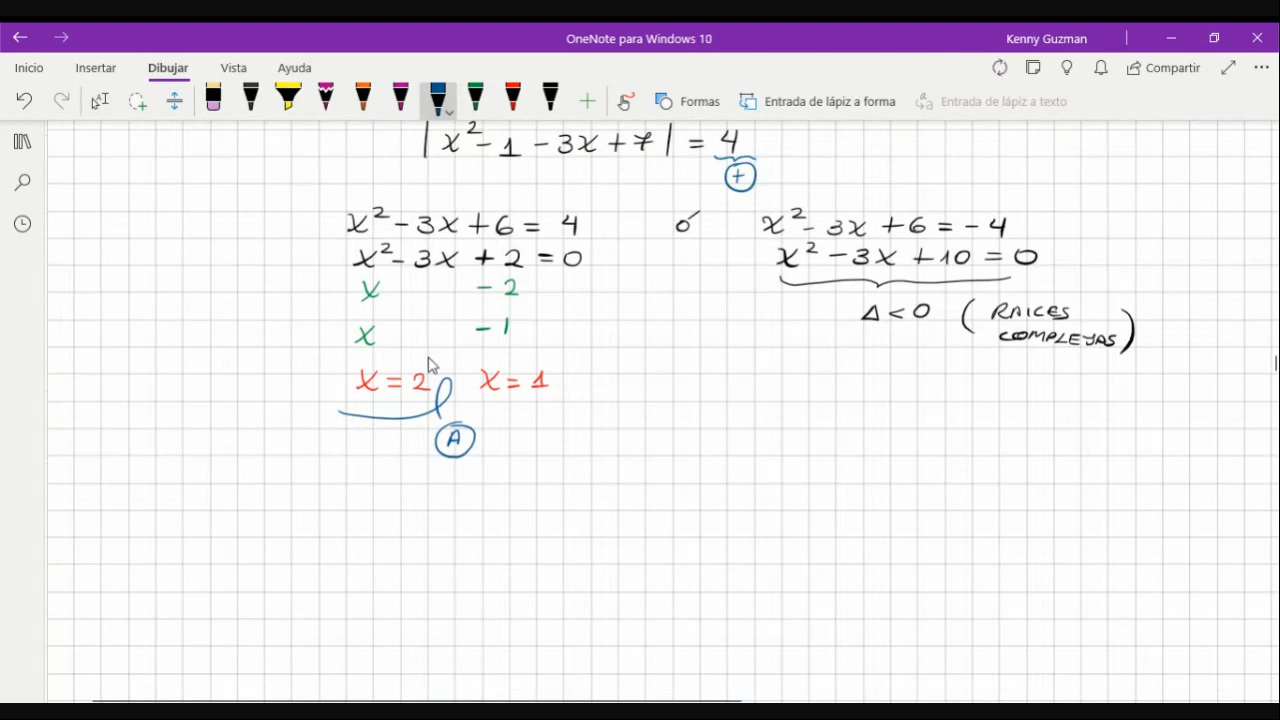 OneNote para Windows 10
Kenny Guzman
Inicio Insertar Dibujar Vista Ayuda
Compartir
Formas Entrada de lápiz a forma Entrada de lápiz a texto
|x²-1-3x+7| = 4
+
x²-3x+6 = 4 ó x²-3x+6 = -4
x²-3x+2 = 0 x²-3x+10 = 0
x -2
x -1
Δ < 0 (RAICES COMPLEJAS)
x = 2 x = 1
A